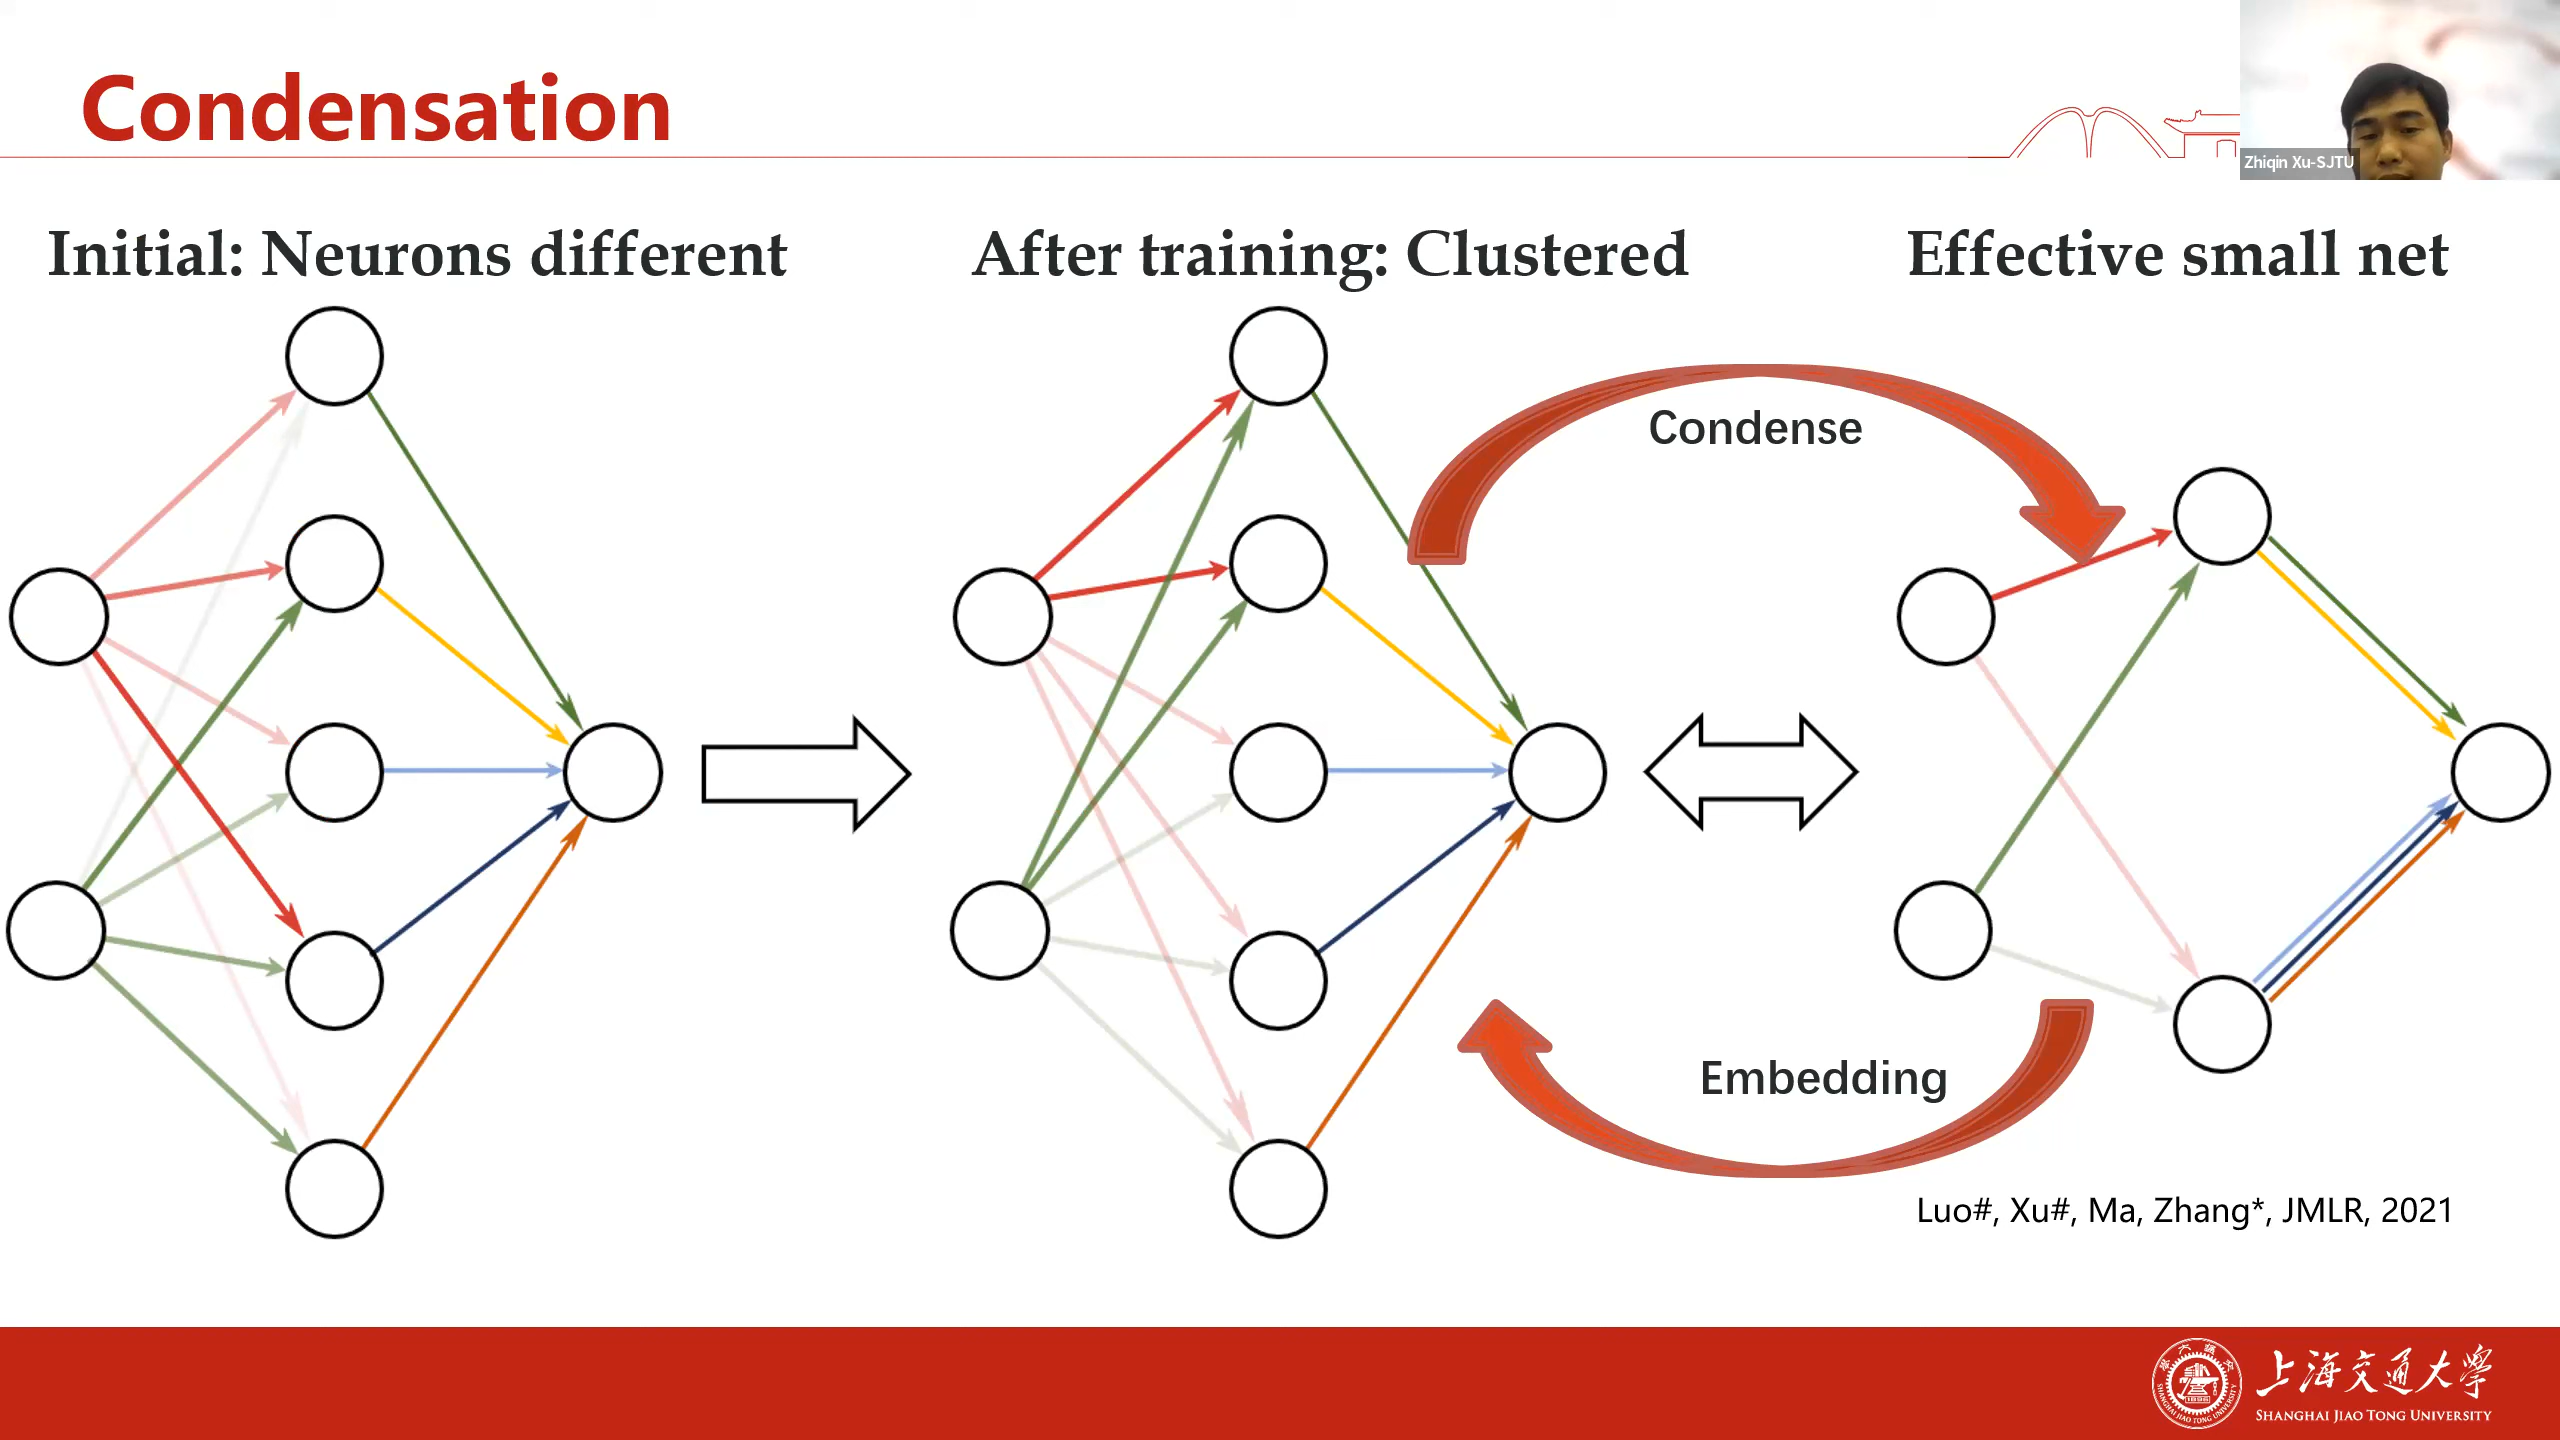 Condensation
Zhiqin Xu-SJTU
Initial: Neurons different
After training: Clustered
Effective small net
Condense
Embedding
Luo#, Xu#, Ma, Zhang*, JMLR, 2021
上海交通大學
SHANGHAI JIAO TONG UNIVERSITY